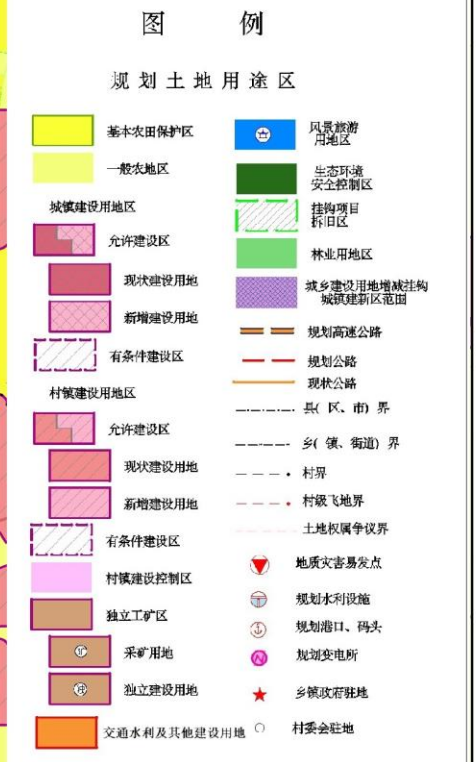 图 例
规划土地用途区
基本农田保护区
一般农地区
城镇建设用地区
允许建设区
现状建设用地
新增建设用地
有条件建设区
村镇建设用地区
允许建设区
现状建设用地
新增建设用地
有条件建设区
村镇建设控制区
独立工矿区
采矿用地
独立建设用地
交通水利及其他建设用地
风景旅游
用地区
生态环境
安全控制区
挂钩项目
拆旧区
林业用地区
城乡建设用地增减挂钩
城镇建新区范围
规划高速公路
规划公路
现状公路
县(区、市)界
乡(镇、街道)界
村界
村级飞地界
土地权属争议界
地质灾害易发点
规划水利设施
规划港口、码头
规划变电所
乡镇政府驻地
村委会驻地